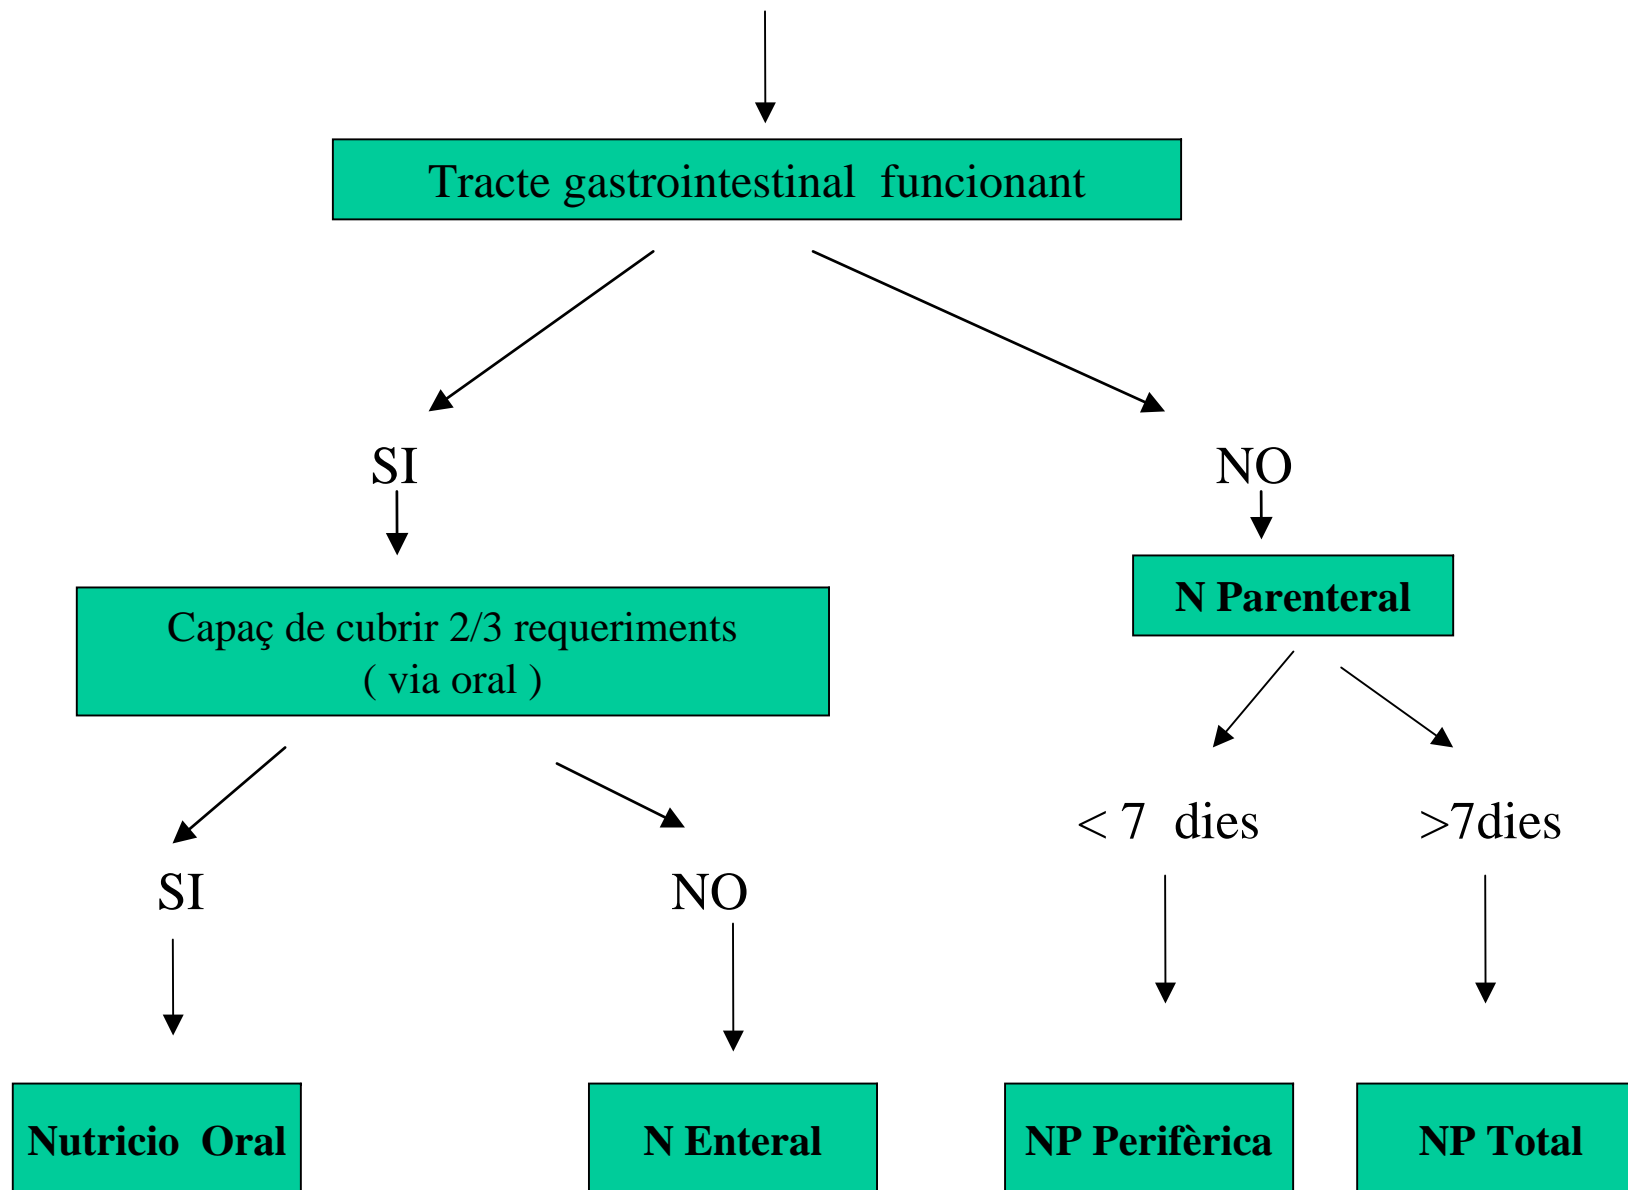 Tracte gastrointestinal  funcionant
SI
NO
N Parenteral
Capaç de cubrir 2/3 requeriments
( via oral )
< 7  dies
>7dies
SI
NO
Nutricio  Oral
N Enteral
NP Perifèrica
NP Total